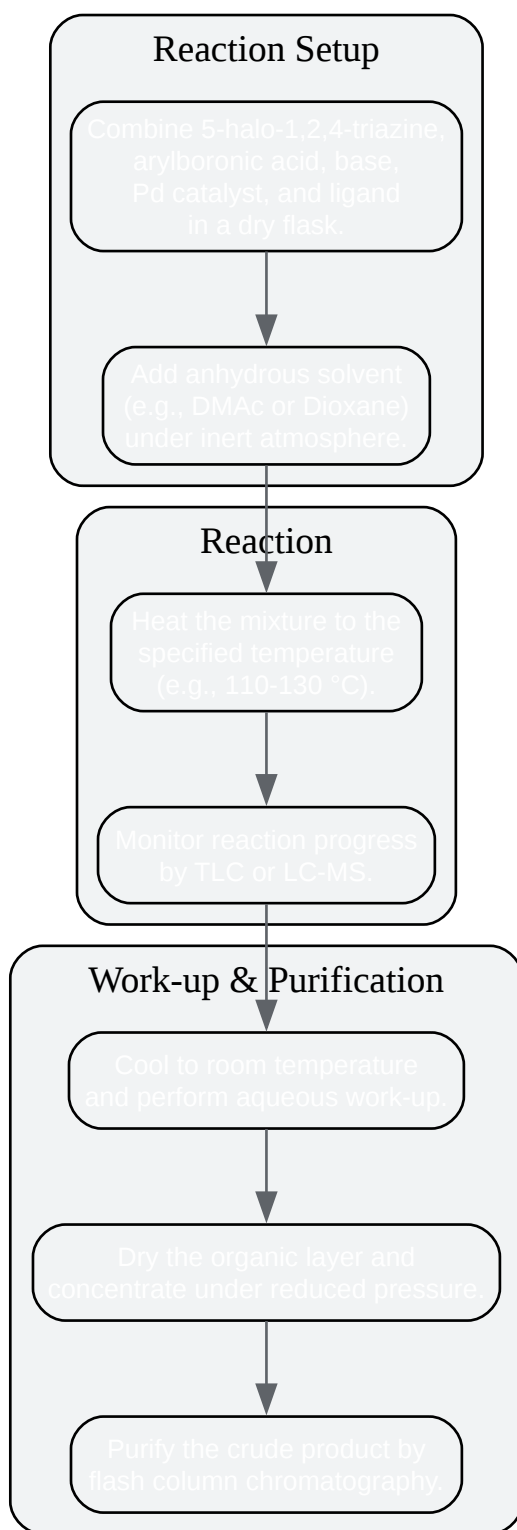 Reaction Setup
Combine 5-halo-1,2,4-triazine,
arylboronic acid, base,
Pd catalyst, and ligand
in a dry flask.
Add anhydrous solvent
(e.g., DMAc or Dioxane)
under inert atmosphere.
Reaction
Heat the mixture to the
specified temperature
(e.g., 110-130 °C).
Monitor reaction progress
by TLC or LC-MS.
Work-up & Purification
Cool to room temperature
and perform aqueous work-up.
Dry the organic layer and
concentrate under reduced pressure.
Purify the crude product by
flash column chromatography.